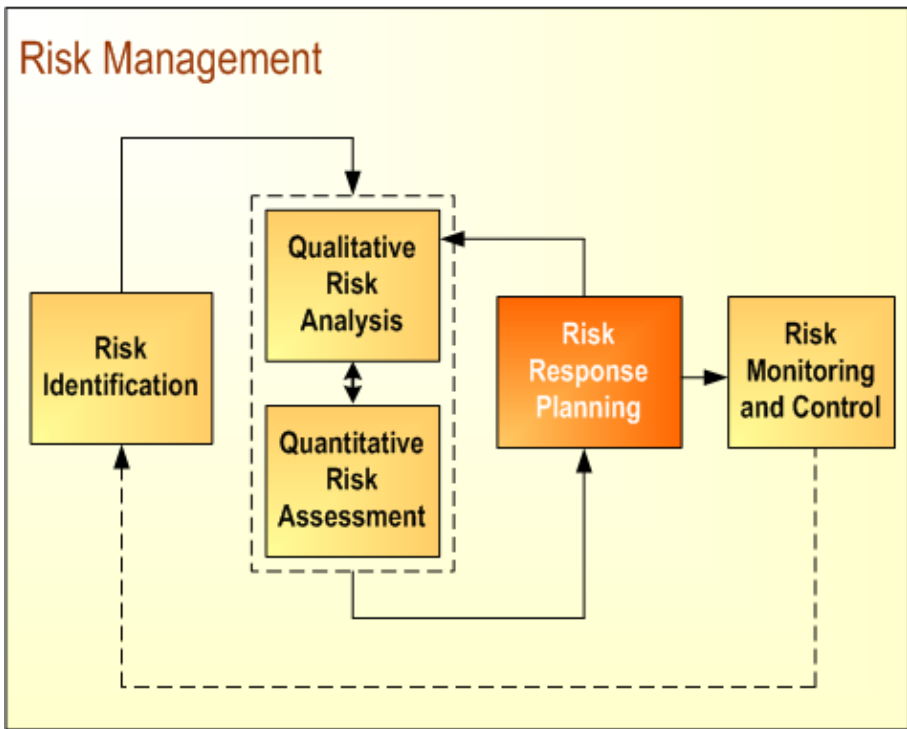 Risk Management
Risk
Identification
Qualitative
Risk
Analysis
Quantitative
Risk
Assessment
Risk
Response
Planning
Risk
Monitoring
and Control